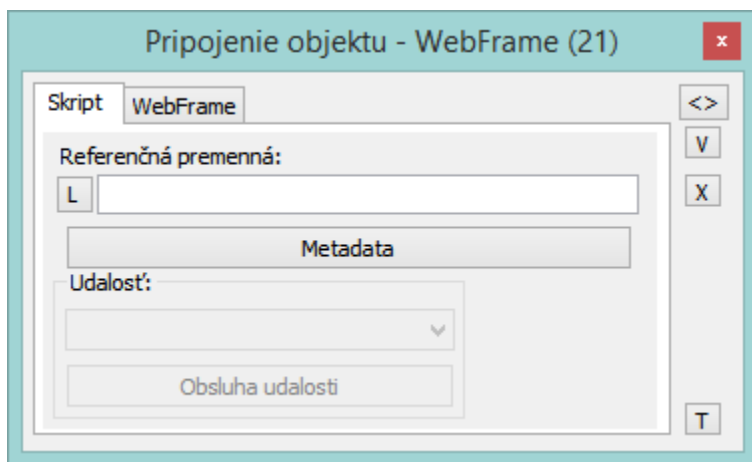 Pripojenie objektu - WebFrame (21)
x
Skript
WebFrame
<>
V
Referenčná premenná:
L
X
Metadata
Udalosť:
Obsluha udalosti
T